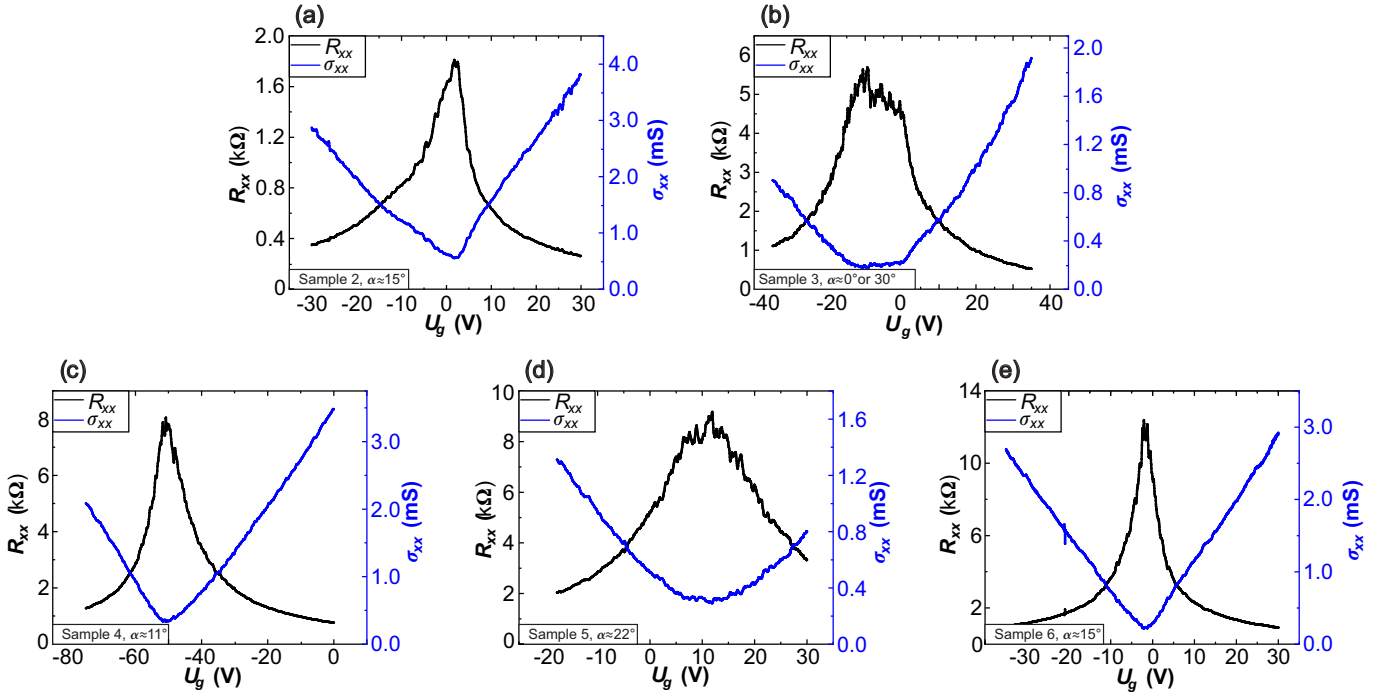 (a)
R_xx
σ_xx
2.0
1.6
1.2
0.8
0.4
0
R_xx (kΩ)
4.0
3.0
2.0
1.0
0.0
σ_xx (mS)
Sample 2, α≈15°
-30 -20 -10 0 10 20 30
U_g (V)
(b)
R_xx
σ_xx
6
5
4
3
2
1
0
R_xx (kΩ)
2.0
1.6
1.2
0.8
0.4
0.0
σ_xx (mS)
Sample 3, α≈0°or 30°
-40 -20 0 20 40
U_g (V)
(c)
R_xx
σ_xx
8
6
4
2
0
R_xx (kΩ)
3.0
2.0
1.0
0.0
σ_xx (mS)
Sample 4, α≈11°
-80 -60 -40 -20 0
U_g (V)
(d)
R_xx
σ_xx
10
8
6
4
2
0
R_xx (kΩ)
1.6
1.2
0.8
0.4
0.0
σ_xx (mS)
Sample 5, α≈22°
-20 -10 0 10 20 30
U_g (V)
(e)
R_xx
σ_xx
14
12
10
8
6
4
2
0
R_xx (kΩ)
3.0
2.0
1.0
0.0
σ_xx (mS)
Sample 6, α≈15°
-30 -20 -10 0 10 20 30
U_g (V)